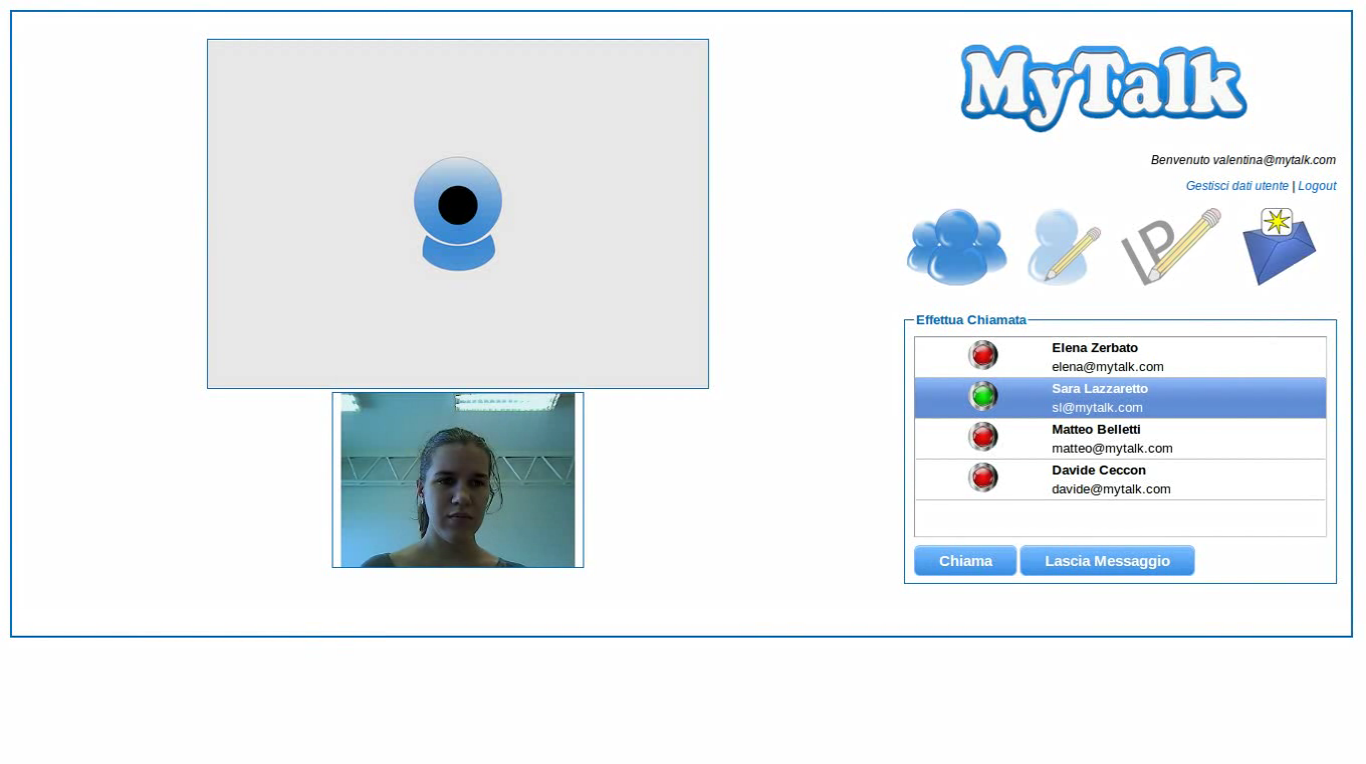 MyTalk
Benvenuto valentina@mytalk.com
Gestisci dati utente | Logout
IP
Effettua Chiamata
Elena Zerbato
elena@mytalk.com
Sara Lazzaretto
sl@mytalk.com
Matteo Belletti
matteo@mytalk.com
Davide Ceccon
davide@mytalk.com
Chiama Lascia Messaggio